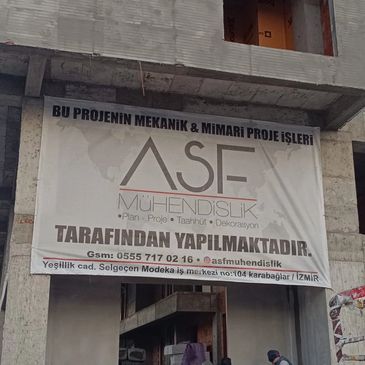 BU PROJENİN MEKANİK & MİMARİ PROJE İŞLERİ
ASF
MÜHENDİSLİK
•Plan - Proje • Taahhüt • Dekorasyon
TARAFINDAN YAPILMAKTADIR.
Gsm: 0555 717 02 16 • @asfmuhendislik
Yeşillik cad. Selgeçen Modeka iş merkezi no:104 karabağlar / İZMİR